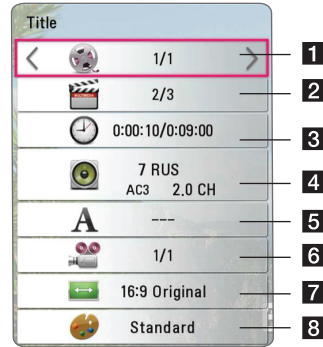 Title
1/1
1
2/3
2
0:00:10/0:09:00
3
7 RUS
AC3 2.0 CH
4
---
5
1/1
6
16:9 Original
7
Standard
8